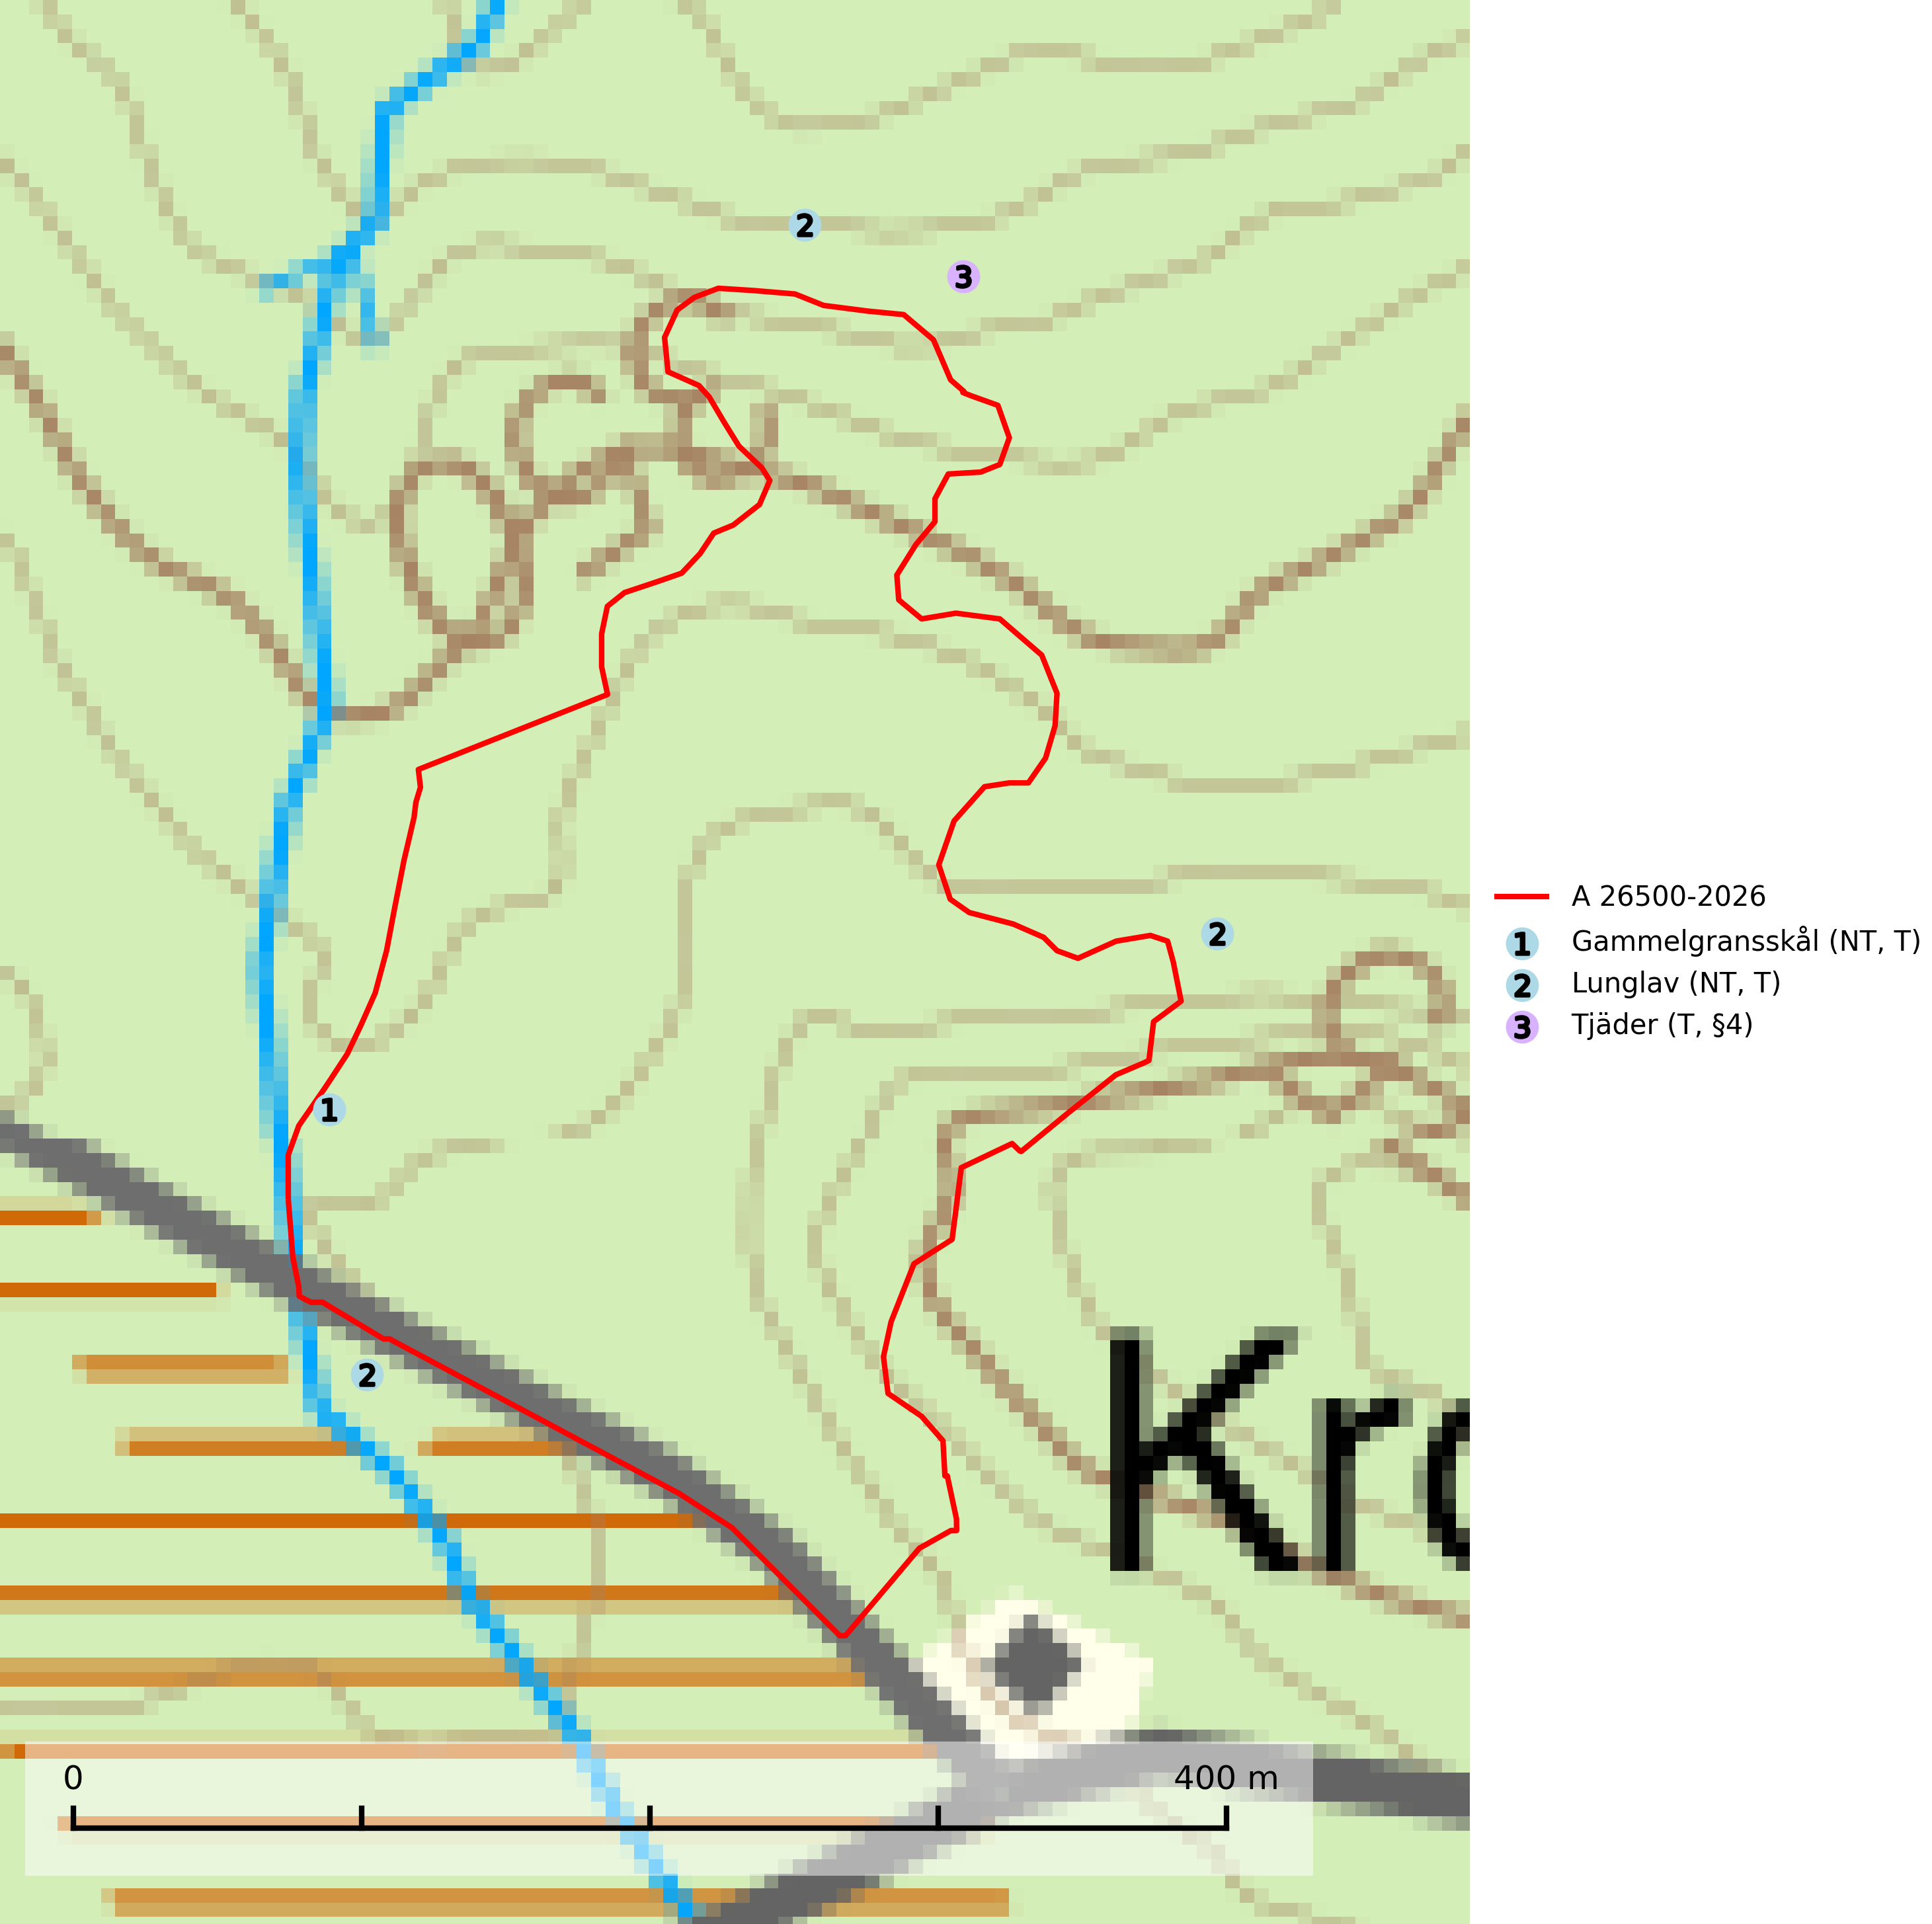 2
3
2
1
2
Kr
0
400 m
A 26500-2026
1 Gammelgransskål (NT, T)
2 Lunglav (NT, T)
3 Tjäder (T, §4)